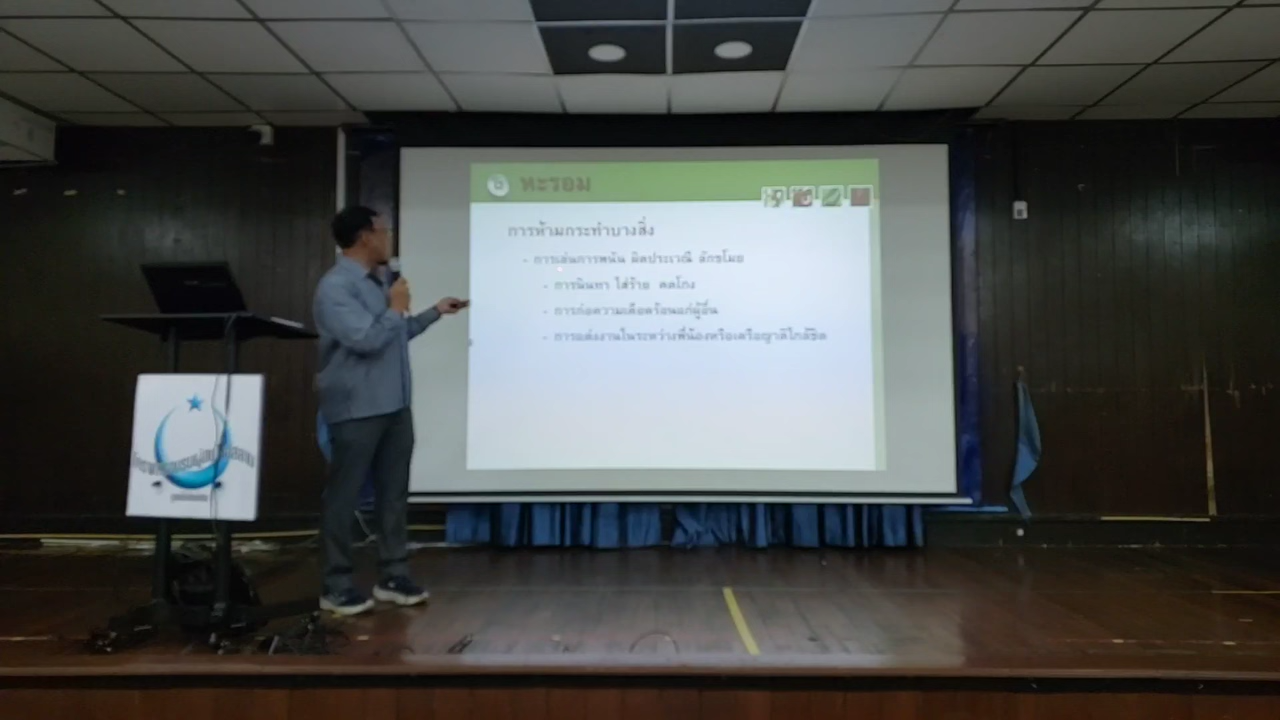 ๖ ทะรอม
การห้ามกระทำบางสิ่ง
- การเล่นการพนัน ผิดประเวณี ลักขโมย
- การนินทา ใส่ร้าย คดโกง
- การก่อความเดือดร้อนแก่ผู้อื่น
- การแต่งงานในระหว่างพี่น้องหรือเครือญาติใกล้ชิด